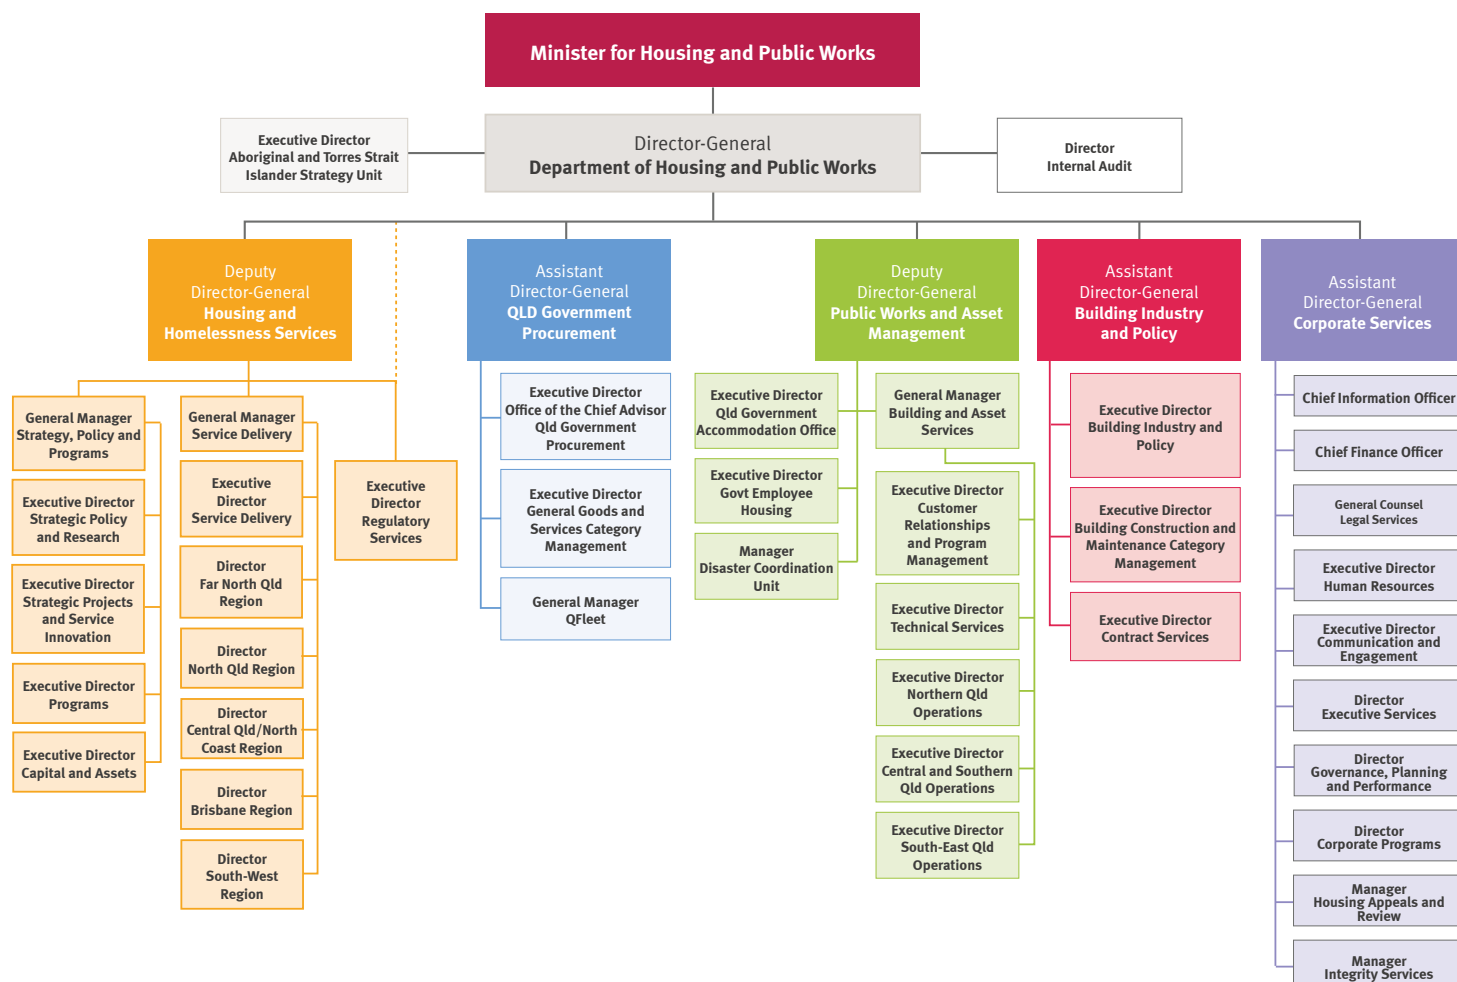 Minister for Housing and Public Works
Executive Director
Aboriginal and Torres Strait
Islander Strategy Unit
Director-General
Department of Housing and Public Works
Director
Internal Audit
Deputy
Director-General
Housing and
Homelessness Services
Assistant
Director-General
QLD Government
Procurement
Deputy
Director-General
Public Works and Asset
Management
Assistant
Director-General
Building Industry
and Policy
Assistant
Director-General
Corporate Services
General Manager
Strategy, Policy and
Programs
Executive Director
Strategic Policy
and Research
Executive Director
Strategic Projects
and Service
Innovation
Executive Director
Programs
Executive Director
Capital and Assets
General Manager
Service Delivery
Executive
Director
Service Delivery
Director
Far North Qld
Region
Director
North Qld Region
Director
Central Qld/North
Coast Region
Director
Brisbane Region
Director
South-West
Region
Executive
Director
Regulatory
Services
Executive Director
Office of the Chief Advisor
Qld Government
Procurement
Executive Director
General Goods and
Services Category
Management
General Manager
QFleet
Executive Director
Qld Government
Accommodation Office
Executive Director
Govt Employee
Housing
Manager
Disaster Coordination
Unit
General Manager
Building and Asset
Services
Executive Director
Customer
Relationships
and Program
Management
Executive Director
Technical Services
Executive Director
Northern Qld
Operations
Executive Director
Central and Southern
Qld Operations
Executive Director
South-East Qld
Operations
Executive Director
Building Industry and
Policy
Executive Director
Building Construction and
Maintenance Category
Management
Executive Director
Contract Services
Chief Information Officer
Chief Finance Officer
General Counsel
Legal Services
Executive Director
Human Resources
Executive Director
Communication and
Engagement
Director
Executive Services
Director
Governance, Planning
and Performance
Director
Corporate Programs
Manager
Housing Appeals and
Review
Manager
Integrity Services